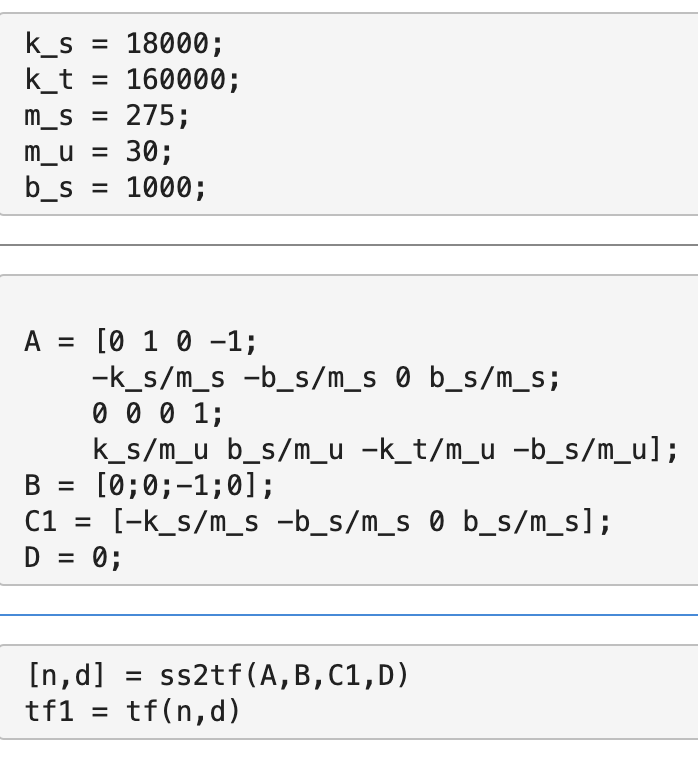 k_s = 18000;
k_t = 160000;
m_s = 275;
m_u = 30;
b_s = 1000;
A = [0 1 0 -1;
-k_s/m_s -b_s/m_s 0 b_s/m_s;
0 0 0 1;
k_s/m_u b_s/m_u -k_t/m_u -b_s/m_u];
B = [0;0;-1;0];
C1 = [-k_s/m_s -b_s/m_s 0 b_s/m_s];
D = 0;
[n,d] = ss2tf(A,B,C1,D)
tf1 = tf(n,d)